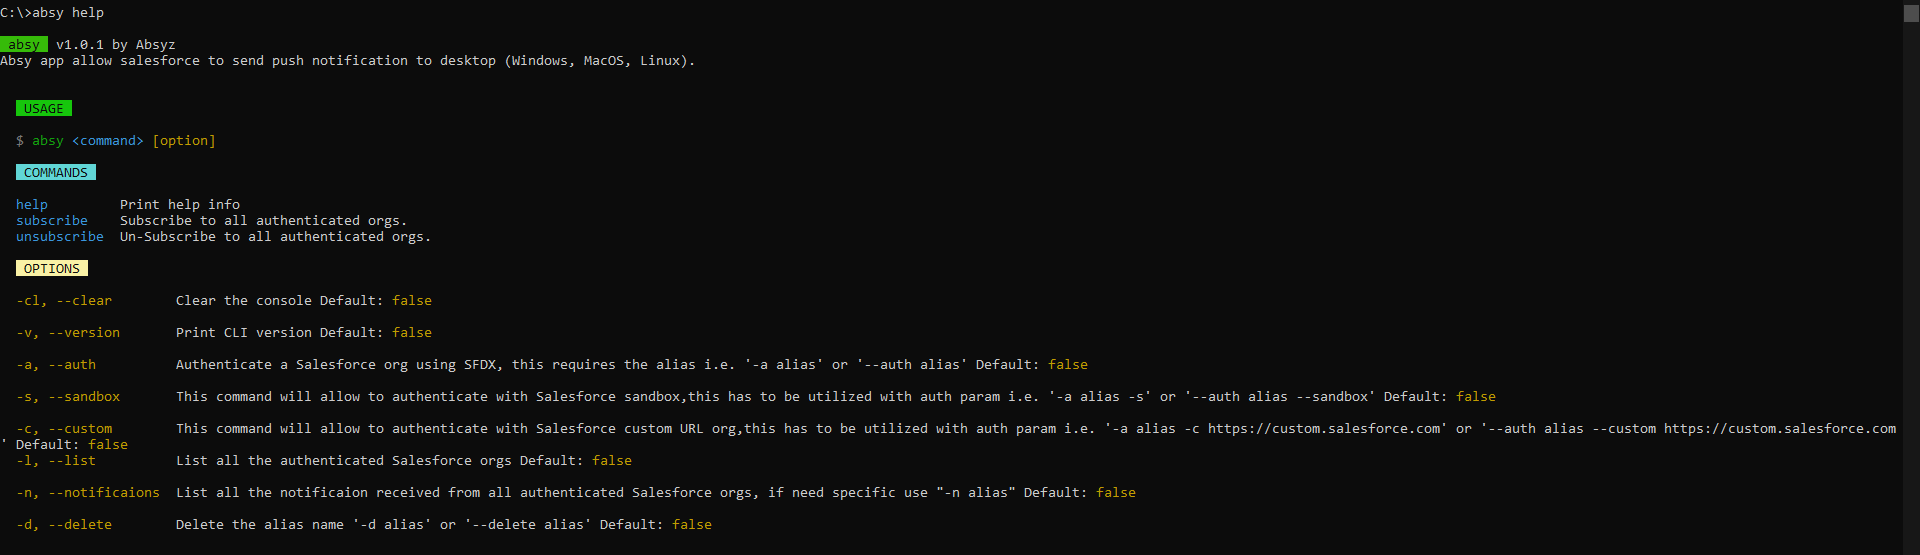 C:\>absy help
absy v1.0.1 by Absyz
Absy app allow salesforce to send push notification to desktop (Windows, MacOS, Linux).
USAGE
$ absy <command> [option]
COMMANDS
help Print help info
subscribe Subscribe to all authenticated orgs.
unsubscribe Un-Subscribe to all authenticated orgs.
OPTIONS
-cl, --clear Clear the console Default: false
-v, --version Print CLI version Default: false
-a, --auth Authenticate a Salesforce org using SFDX, this requires the alias i.e. '-a alias' or '--auth alias' Default: false
-s, --sandbox This command will allow to authenticate with Salesforce sandbox,this has to be utilized with auth param i.e. '-a alias -s' or '--auth alias --sandbox' Default: false
-c, --custom This command will allow to authenticate with Salesforce custom URL org,this has to be utilized with auth param i.e. '-a alias -c https://custom.salesforce.com' or '--auth alias --custom https://custom.salesforce.com
' Default: false
-l, --list List all the authenticated Salesforce orgs Default: false
-n, --notificaions List all the notificaion received from all authenticated Salesforce orgs, if need specific use "-n alias" Default: false
-d, --delete Delete the alias name '-d alias' or '--delete alias' Default: false